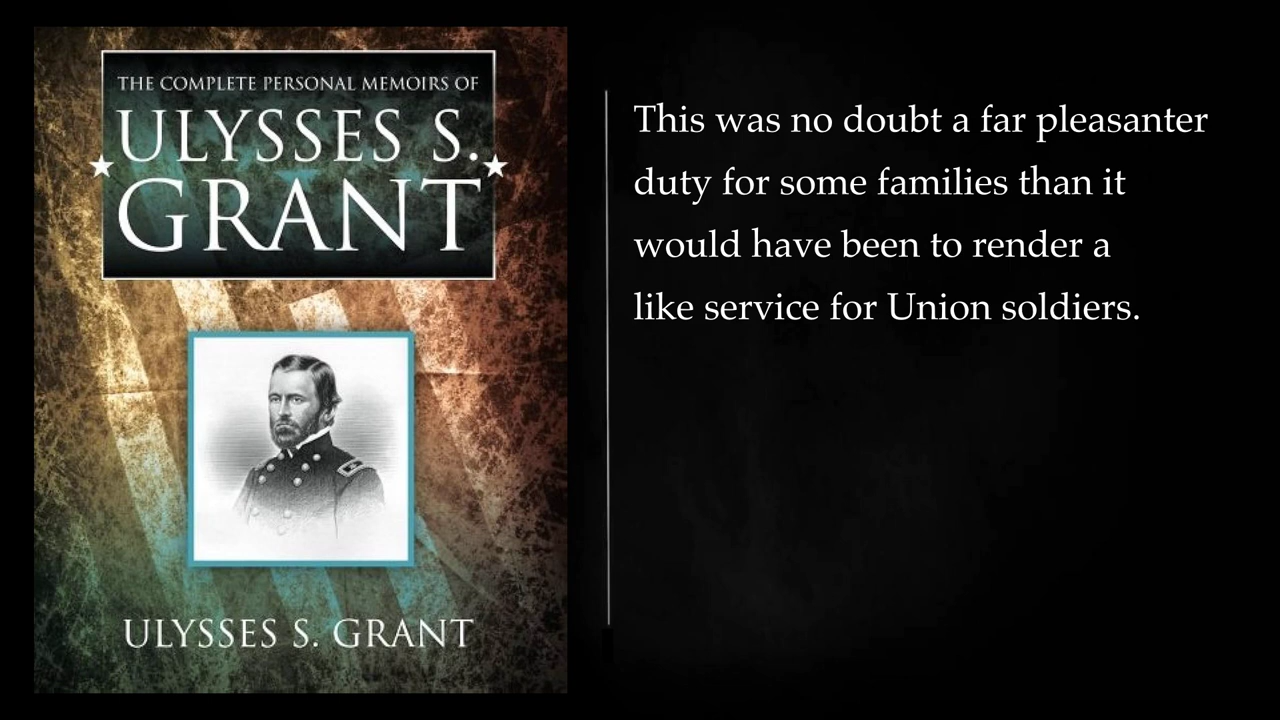 THE COMPLETE PERSONAL MEMOIRS OF
ULYSSES S.
GRANT
ULYSSES S. GRANT
This was no doubt a far pleasanter
duty for some families than it
would have been to render a
like service for Union soldiers.